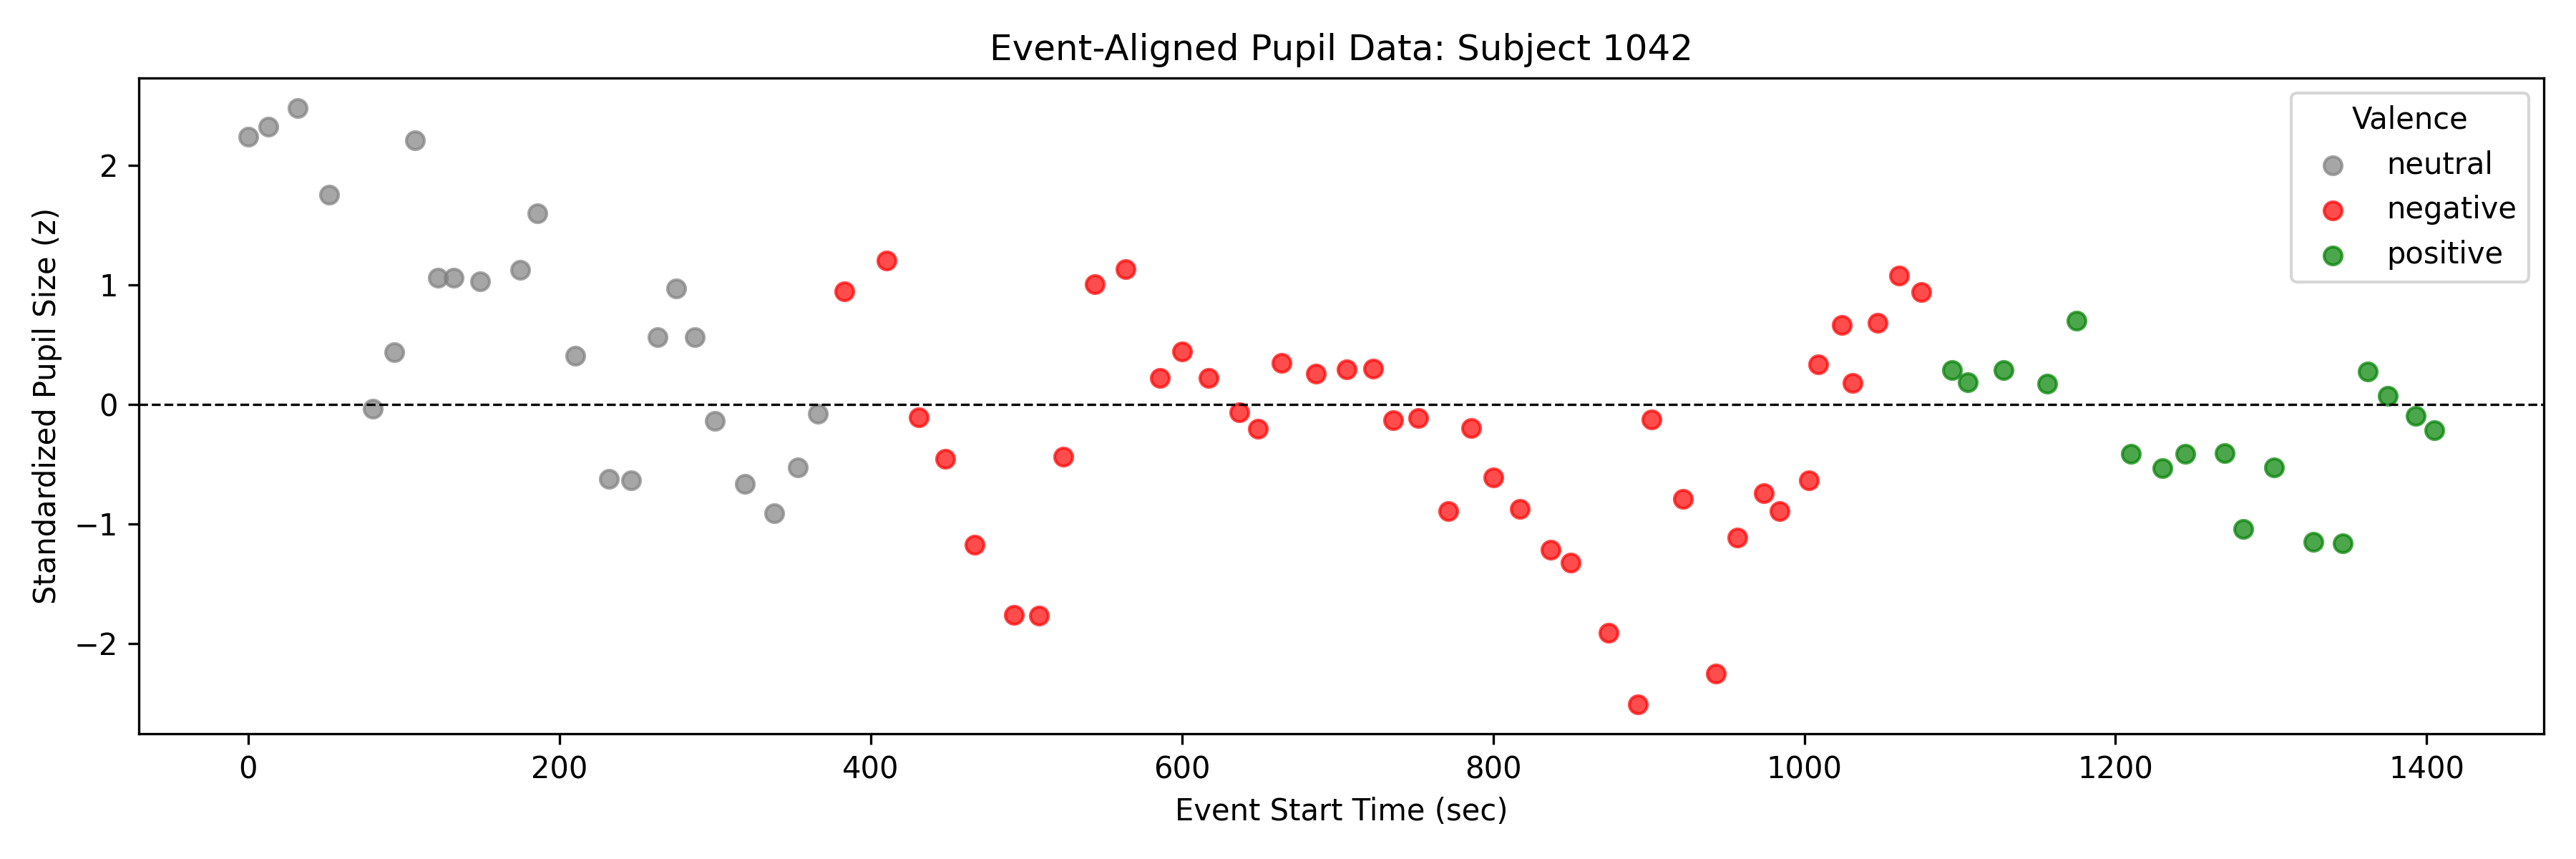 Event-Aligned Pupil Data: Subject 1042
Standardized Pupil Size (z)
2
1
0
−1
−2
Valence
neutral
negative
positive
0 200 400 600 800 1000 1200 1400
Event Start Time (sec)